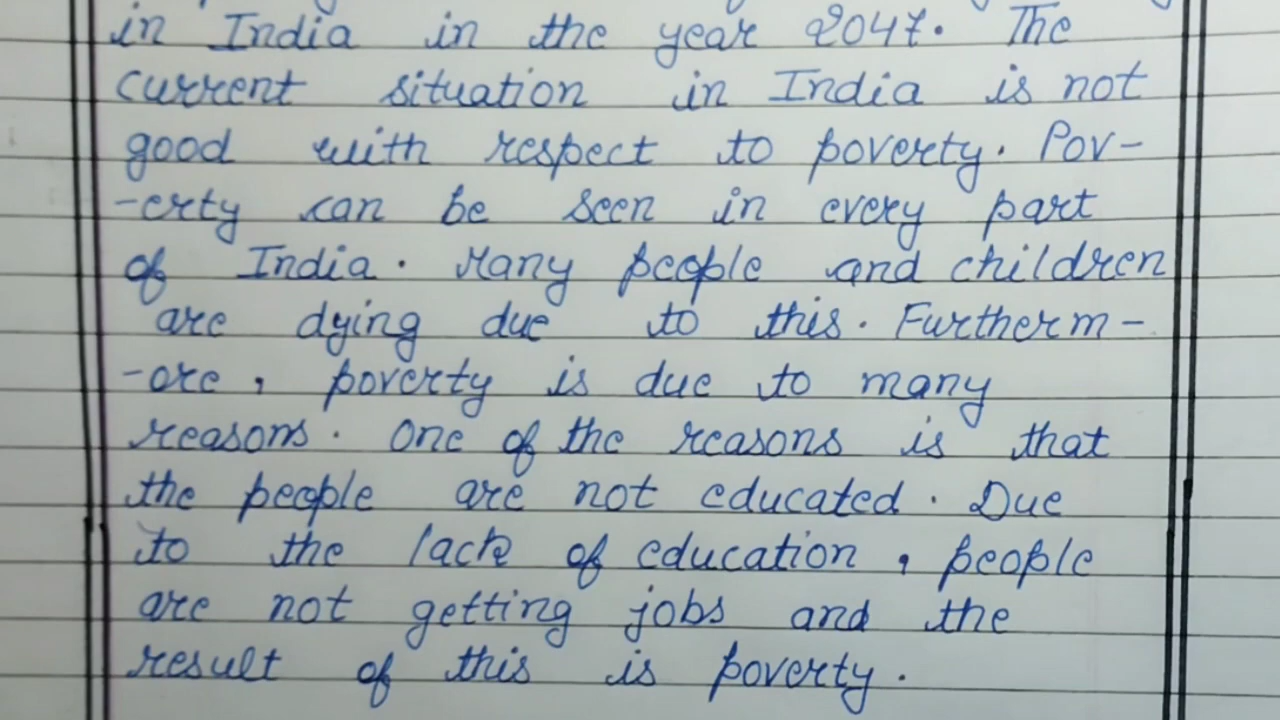 in India in the year 2047. The
current situation in India is not
good with respect to poverty. Pov-
-erty can be seen in every part
of India. Many people and children
are dying due to this. Furtherm-
-ore, poverty is due to many
reasons. One of the reasons is that
the people are not educated. Due
to the lack of education, people
are not getting jobs and the
result of this is poverty.